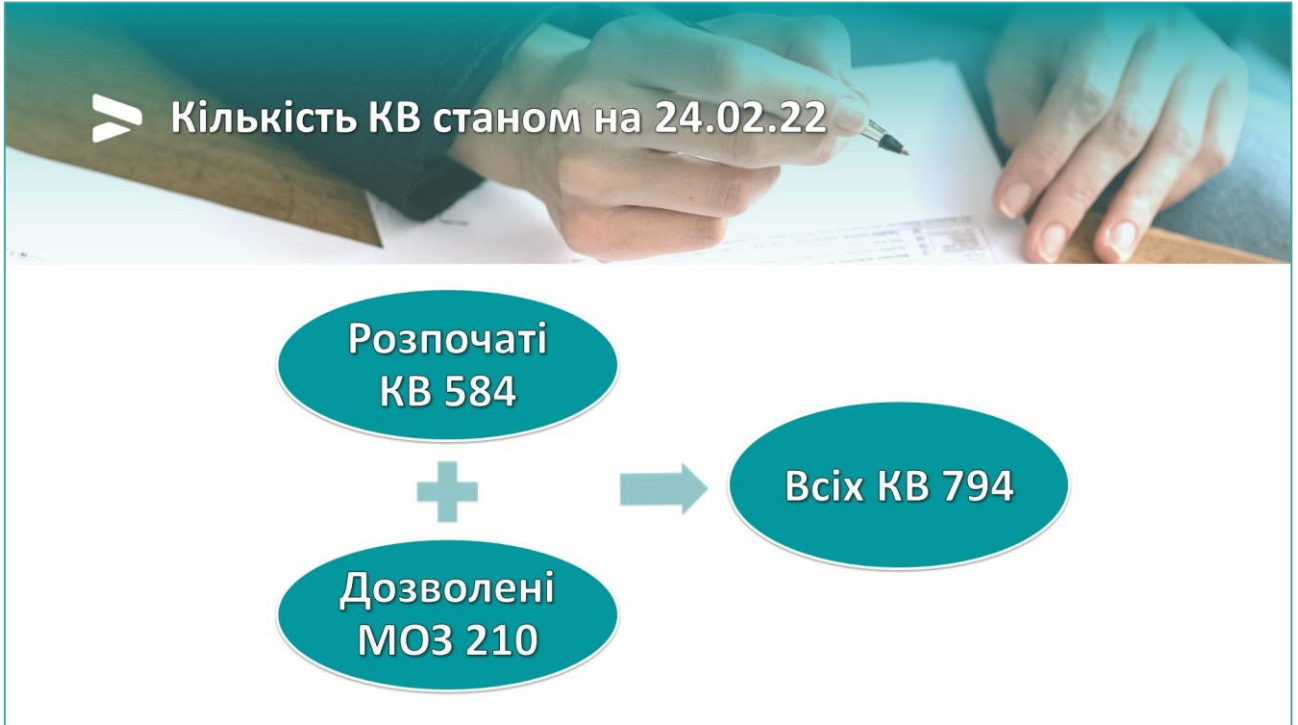 Кількість КВ станом на 24.02.22
Розпочаті
КВ 584
Дозволені
МОЗ 210
Всіх КВ 794